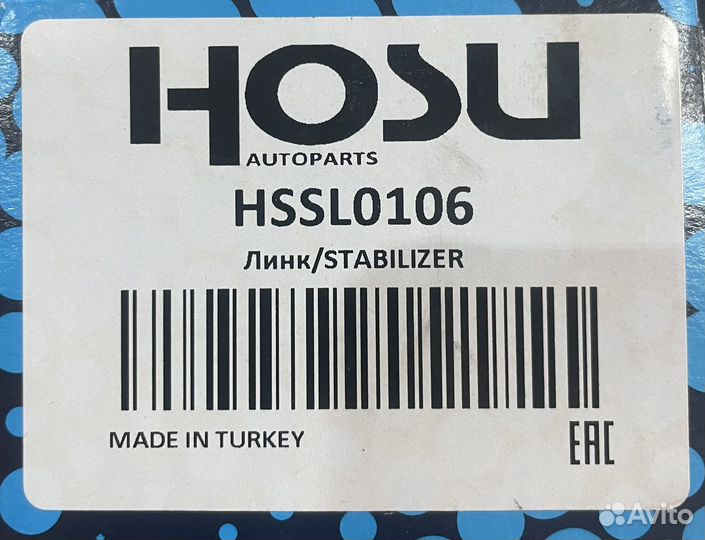 HOSU
AUTOPARTS
HSSL0106
Линк/STABILIZER
MADE IN TURKEY
EAC
Avito